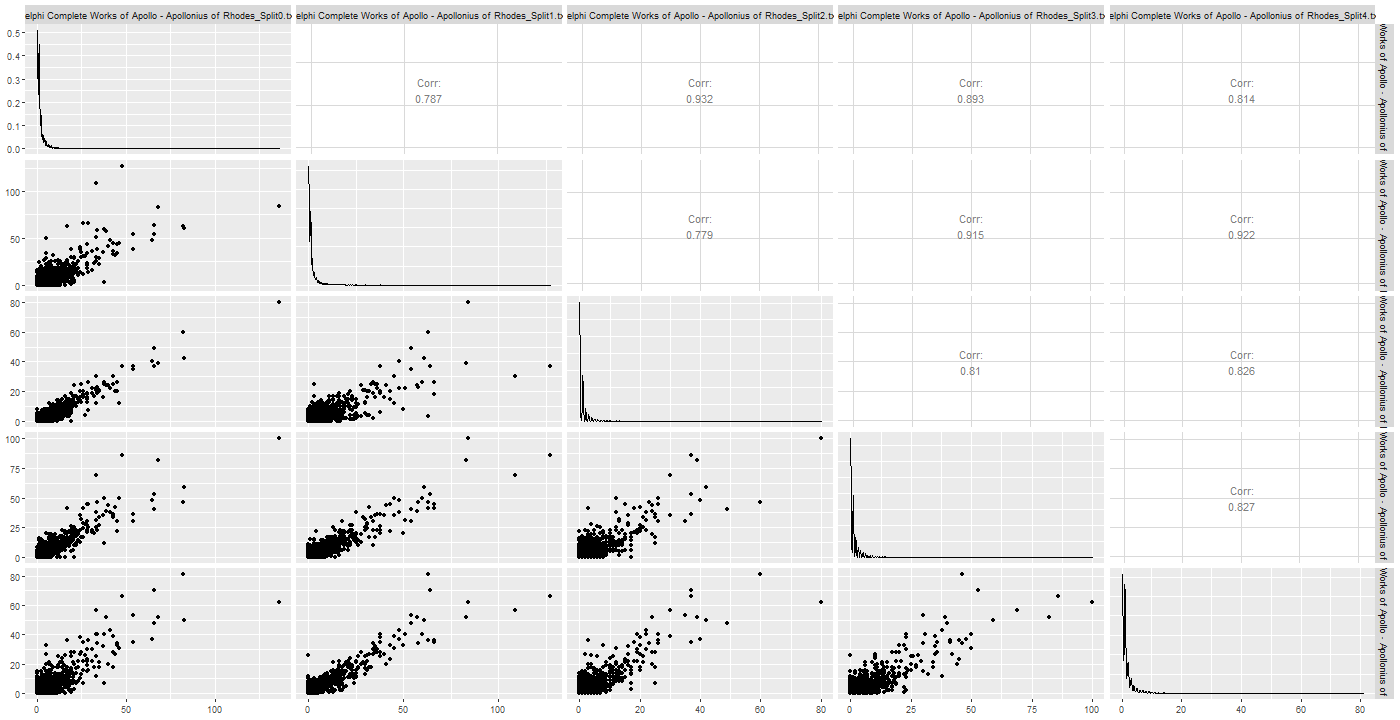 elphi Complete Works of Apollo - Apollonius of Rhodes_Split0.tx
elphi Complete Works of Apollo - Apollonius of Rhodes_Split1.tx
elphi Complete Works of Apollo - Apollonius of Rhodes_Split2.tx
elphi Complete Works of Apollo - Apollonius of Rhodes_Split3.tx
elphi Complete Works of Apollo - Apollonius of Rhodes_Split4.tx
0.5
0.4
0.3
0.2
0.1
0.0
Corr:
0.787
Corr:
0.932
Corr:
0.893
Corr:
0.814
Works of Apollo - Apollonius of
100
50
0
Corr:
0.779
Corr:
0.915
Corr:
0.922
Works of Apollo - Apollonius of
80
60
40
20
0
Corr:
0.81
Corr:
0.826
Works of Apollo - Apollonius of
100
75
50
25
0
Corr:
0.827
Works of Apollo - Apollonius of
80
60
40
20
0
Works of Apollo - Apollonius of
0 50 100
0 50 100
0 20 40 60 80
0 25 50 75 100
0 20 40 60 80